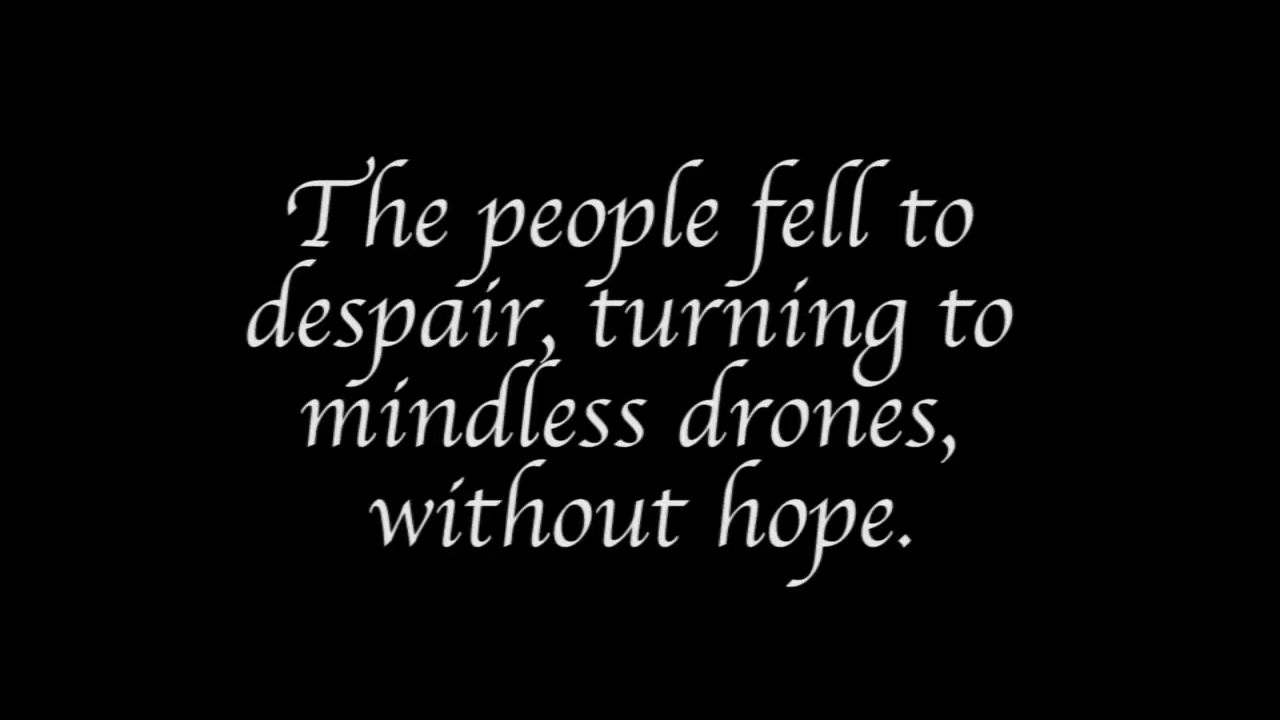 The people fell to
despair, turning to
mindless drones,
without hope.